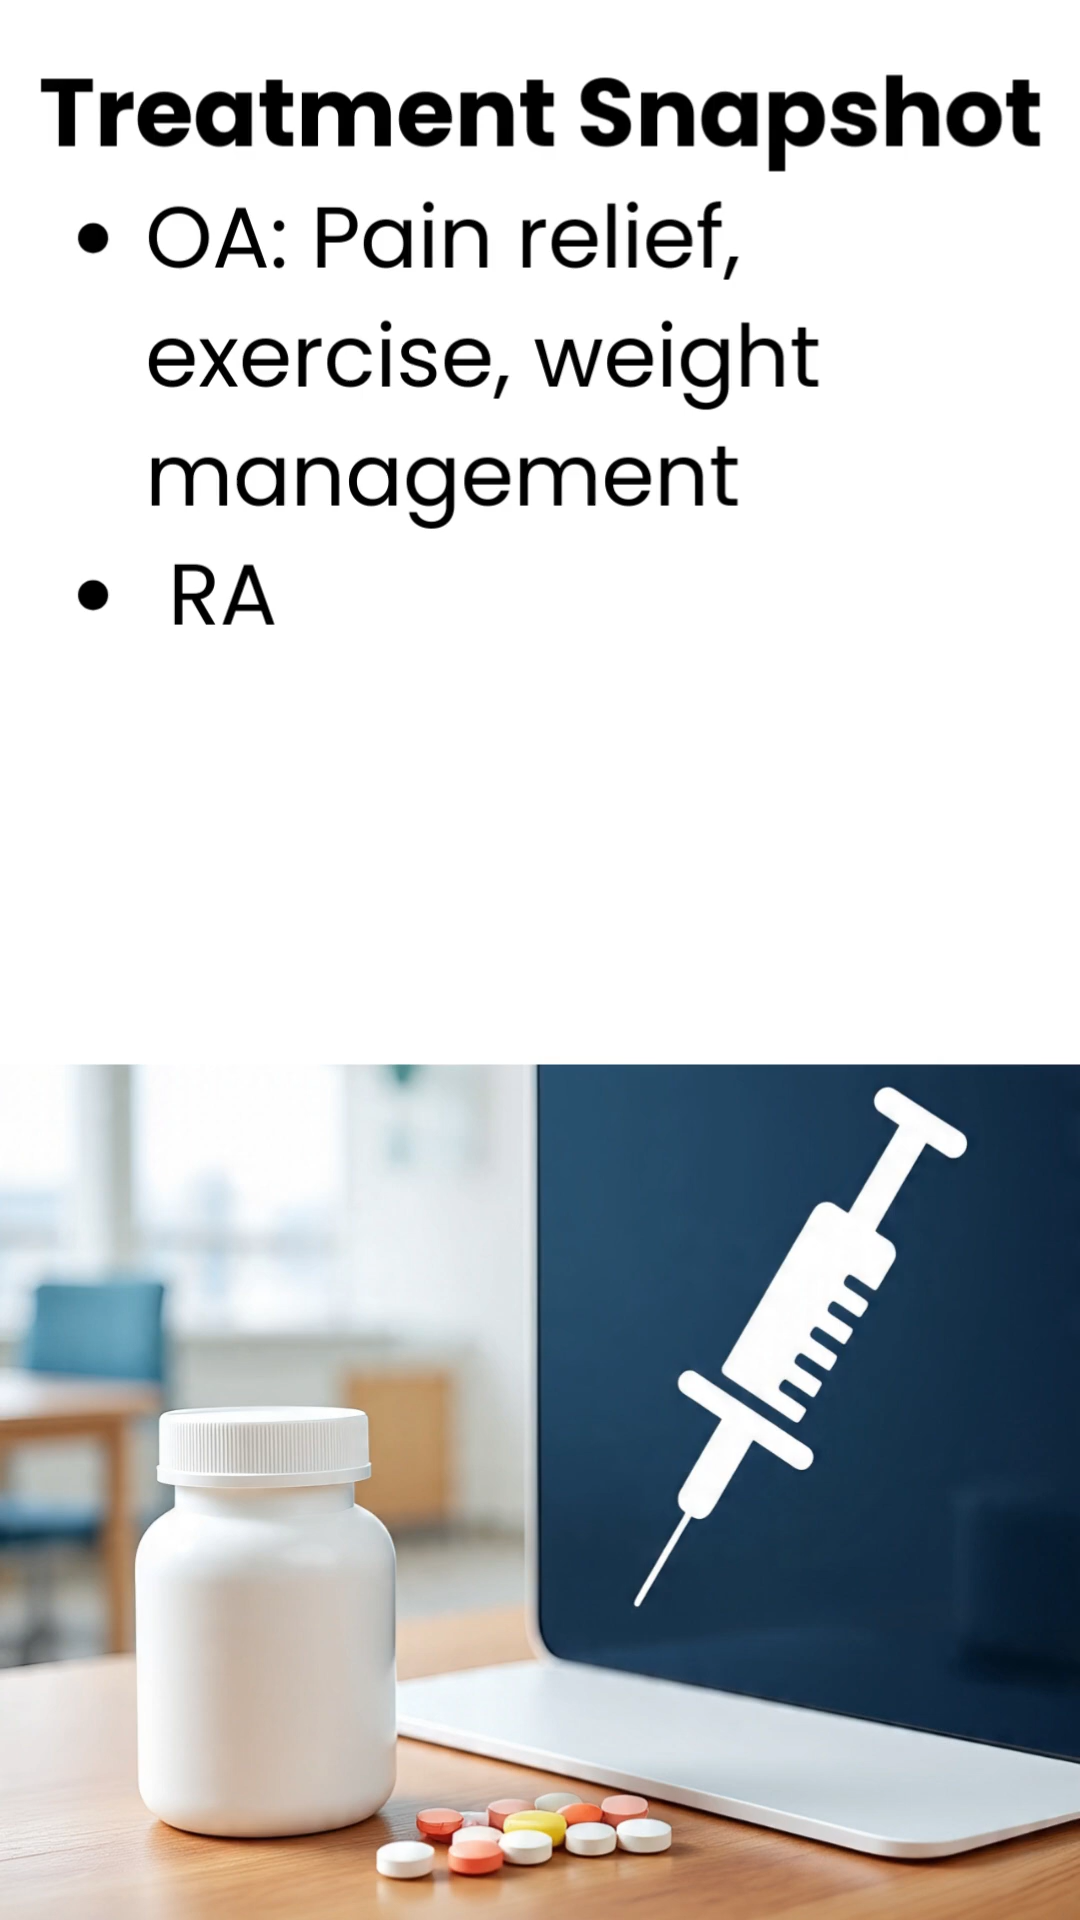 Treatment Snapshot
• OA: Pain relief,
exercise, weight
management
• RA